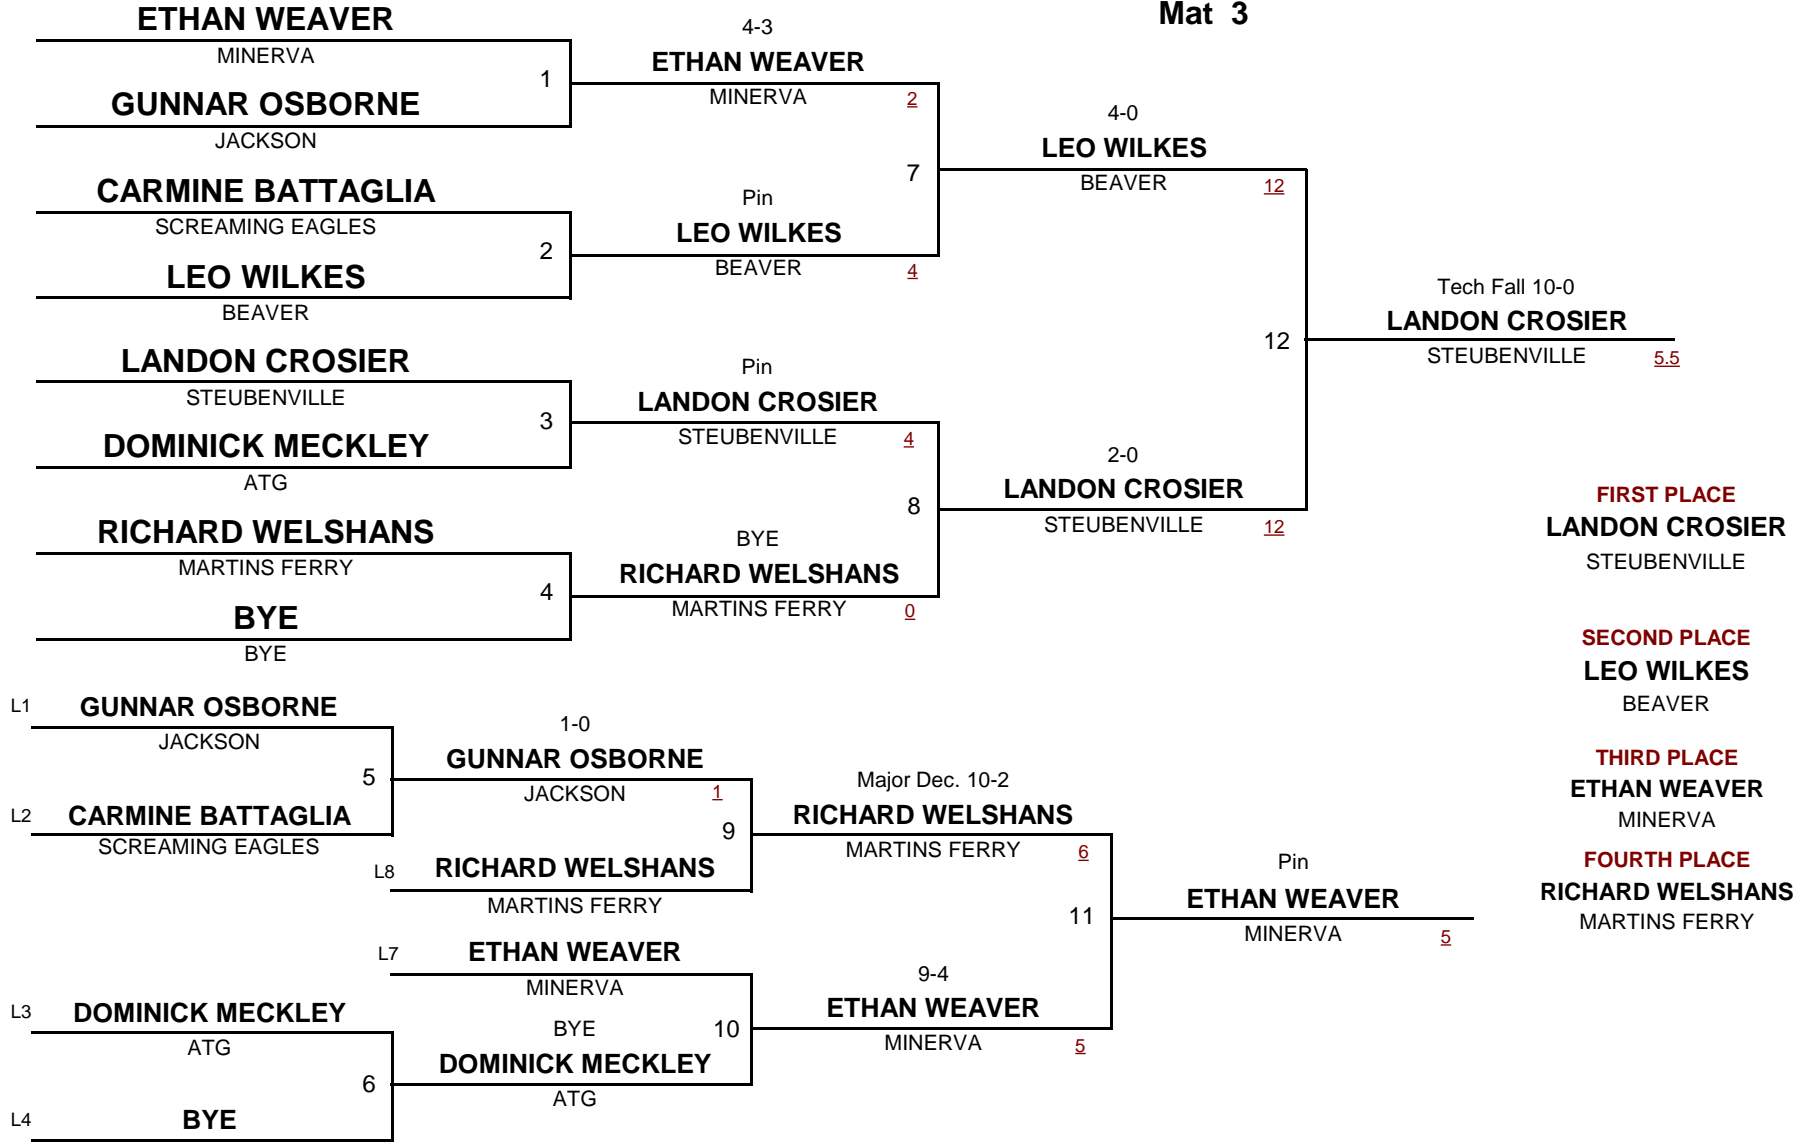 Mat 3
ETHAN WEAVER
MINERVA
1
GUNNAR OSBORNE
JACKSON
4-3
ETHAN WEAVER
MINERVA 2
CARMINE BATTAGLIA
SCREAMING EAGLES
2
LEO WILKES
BEAVER
Pin
LEO WILKES
BEAVER 4
7
4-0
LEO WILKES
BEAVER 12
LANDON CROSIER
STEUBENVILLE
3
DOMINICK MECKLEY
ATG
Pin
LANDON CROSIER
STEUBENVILLE 4
RICHARD WELSHANS
MARTINS FERRY
4
BYE
BYE
BYE
RICHARD WELSHANS
MARTINS FERRY 0
8
2-0
LANDON CROSIER
STEUBENVILLE 12
12
Tech Fall 10-0
LANDON CROSIER
STEUBENVILLE 5.5
FIRST PLACE
LANDON CROSIER
STEUBENVILLE
SECOND PLACE
LEO WILKES
BEAVER
THIRD PLACE
ETHAN WEAVER
MINERVA
FOURTH PLACE
RICHARD WELSHANS
MARTINS FERRY
L1 GUNNAR OSBORNE
JACKSON
5
L2 CARMINE BATTAGLIA
SCREAMING EAGLES
1-0
GUNNAR OSBORNE
JACKSON 1
9
L8 RICHARD WELSHANS
MARTINS FERRY
Major Dec. 10-2
RICHARD WELSHANS
MARTINS FERRY 6
L7 ETHAN WEAVER
MINERVA
L3 DOMINICK MECKLEY
ATG
6
L4 BYE
BYE
DOMINICK MECKLEY
ATG
10
9-4
ETHAN WEAVER
MINERVA 5
11
Pin
ETHAN WEAVER
MINERVA 5